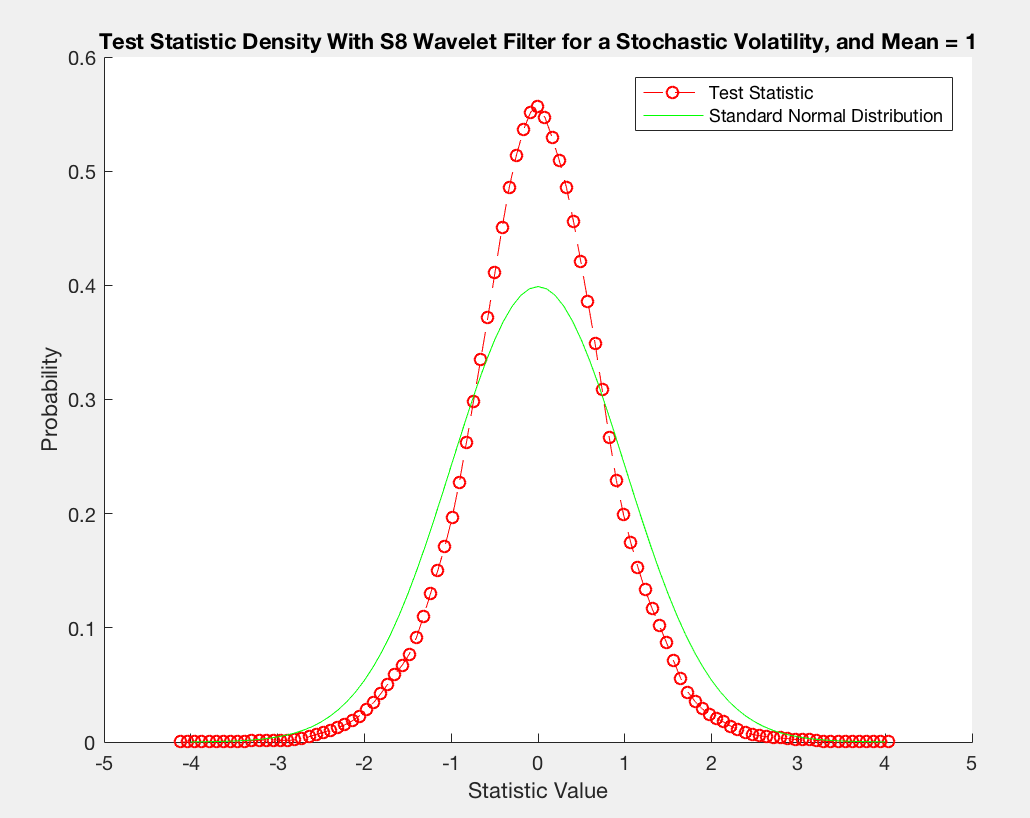 Test Statistic Density With S8 Wavelet Filter for a Stochastic Volatility, and Mean = 1
Test Statistic
Standard Normal Distribution
Probability
0.6
0.5
0.4
0.3
0.2
0.1
0
-5 -4 -3 -2 -1 0 1 2 3 4 5
Statistic Value